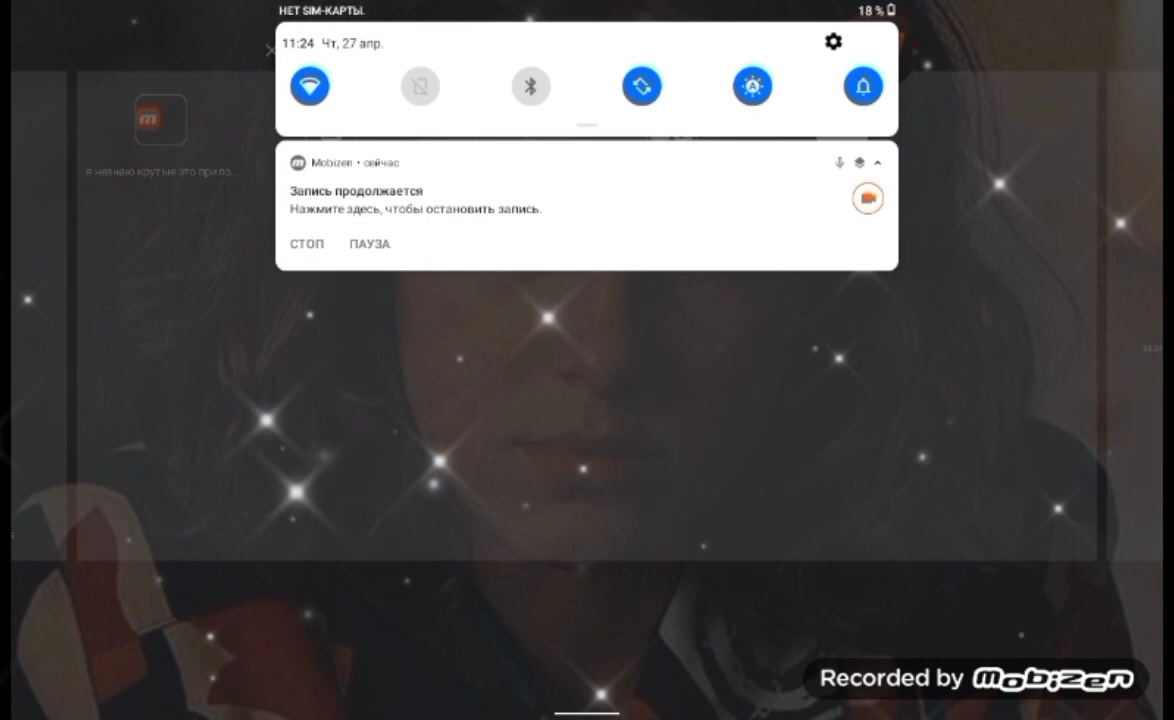 НЕТ SIM-КАРТЫ.
18 %
11:24 Чт, 27 апр.
Mobizen • сейчас
я незнаю крутые это прило...
Запись продолжается
Нажмите здесь, чтобы остановить запись.
СТОП ПАУЗА
Recorded by mobizen